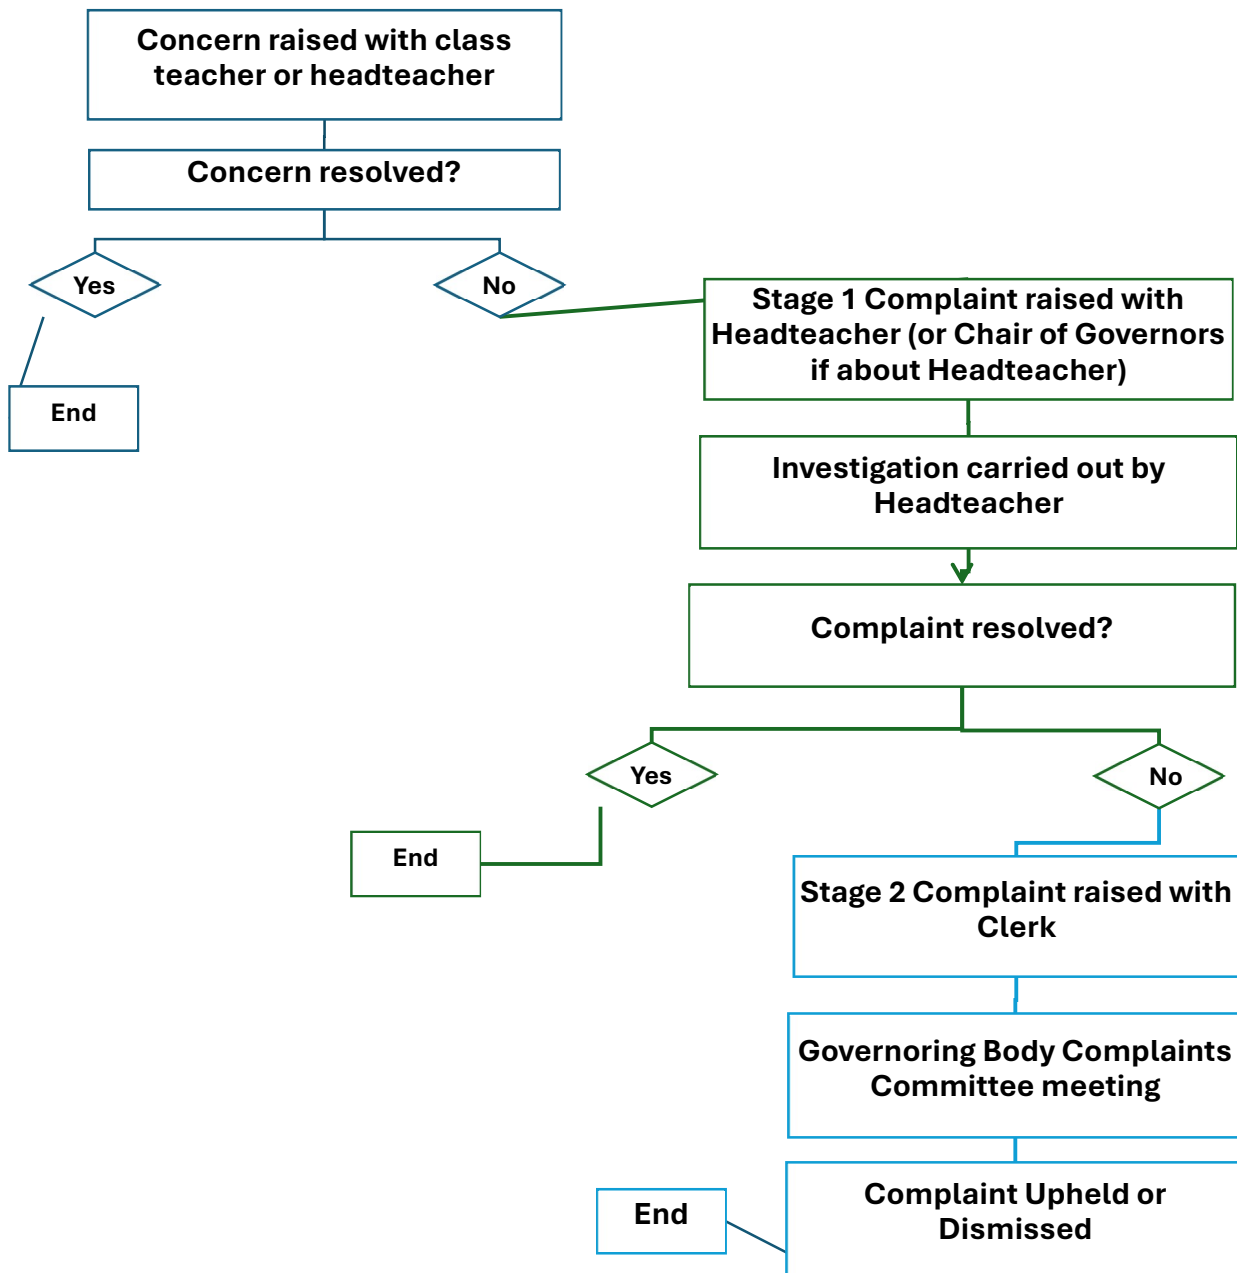 Concern raised with class
teacher or headteacher
Concern resolved?
Yes
No
End
Stage 1 Complaint raised with
Headteacher (or Chair of Governors
if about Headteacher)
Investigation carried out by
Headteacher
Complaint resolved?
Yes
No
End
Stage 2 Complaint raised with
Clerk
Governoring Body Complaints
Committee meeting
Complaint Upheld or
Dismissed
End